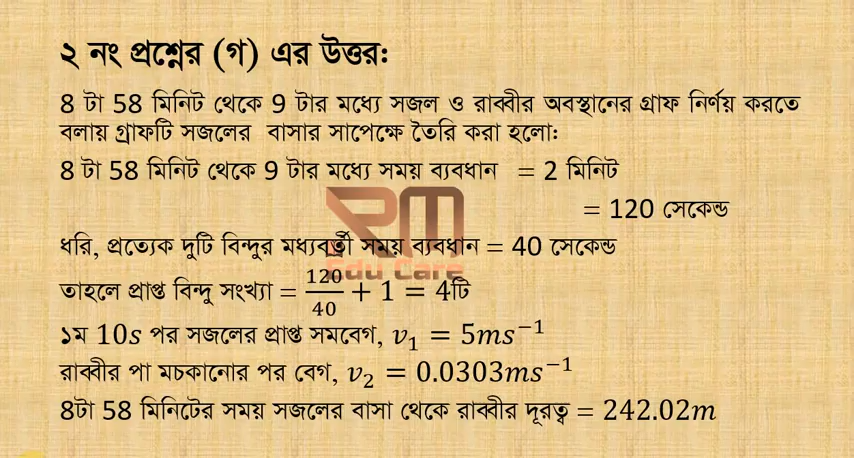 ২ নং প্রশ্নের (গ) এর উত্তর:
8 টা 58 মিনিট থেকে 9 টার মধ্যে সজল ও রাব্বীর অবস্থানের গ্রাফ নির্ণয় করতে
বলায় গ্রাফটি সজলের বাসার সাপেক্ষে তৈরি করা হলো:
8 টা 58 মিনিট থেকে 9 টার মধ্যে সময় ব্যবধান = 2 মিনিট
= 120 সেকেন্ড
ধরি, প্রত্যেক দুটি বিন্দুর মধ্যবর্তী সময় ব্যবধান = 40 সেকেন্ড
RM
Edu Care
তাহলে প্রাপ্ত বিন্দু সংখ্যা = 120/40 + 1 = 4টি
১ম 10s পর সজলের প্রাপ্ত সমবেগ, v₁ = 5ms⁻¹
রাব্বীর পা মচকানোর পর বেগ, v₂ = 0.0303ms⁻¹
8টা 58 মিনিটের সময় সজলের বাসা থেকে রাব্বীর দূরত্ব = 242.02m